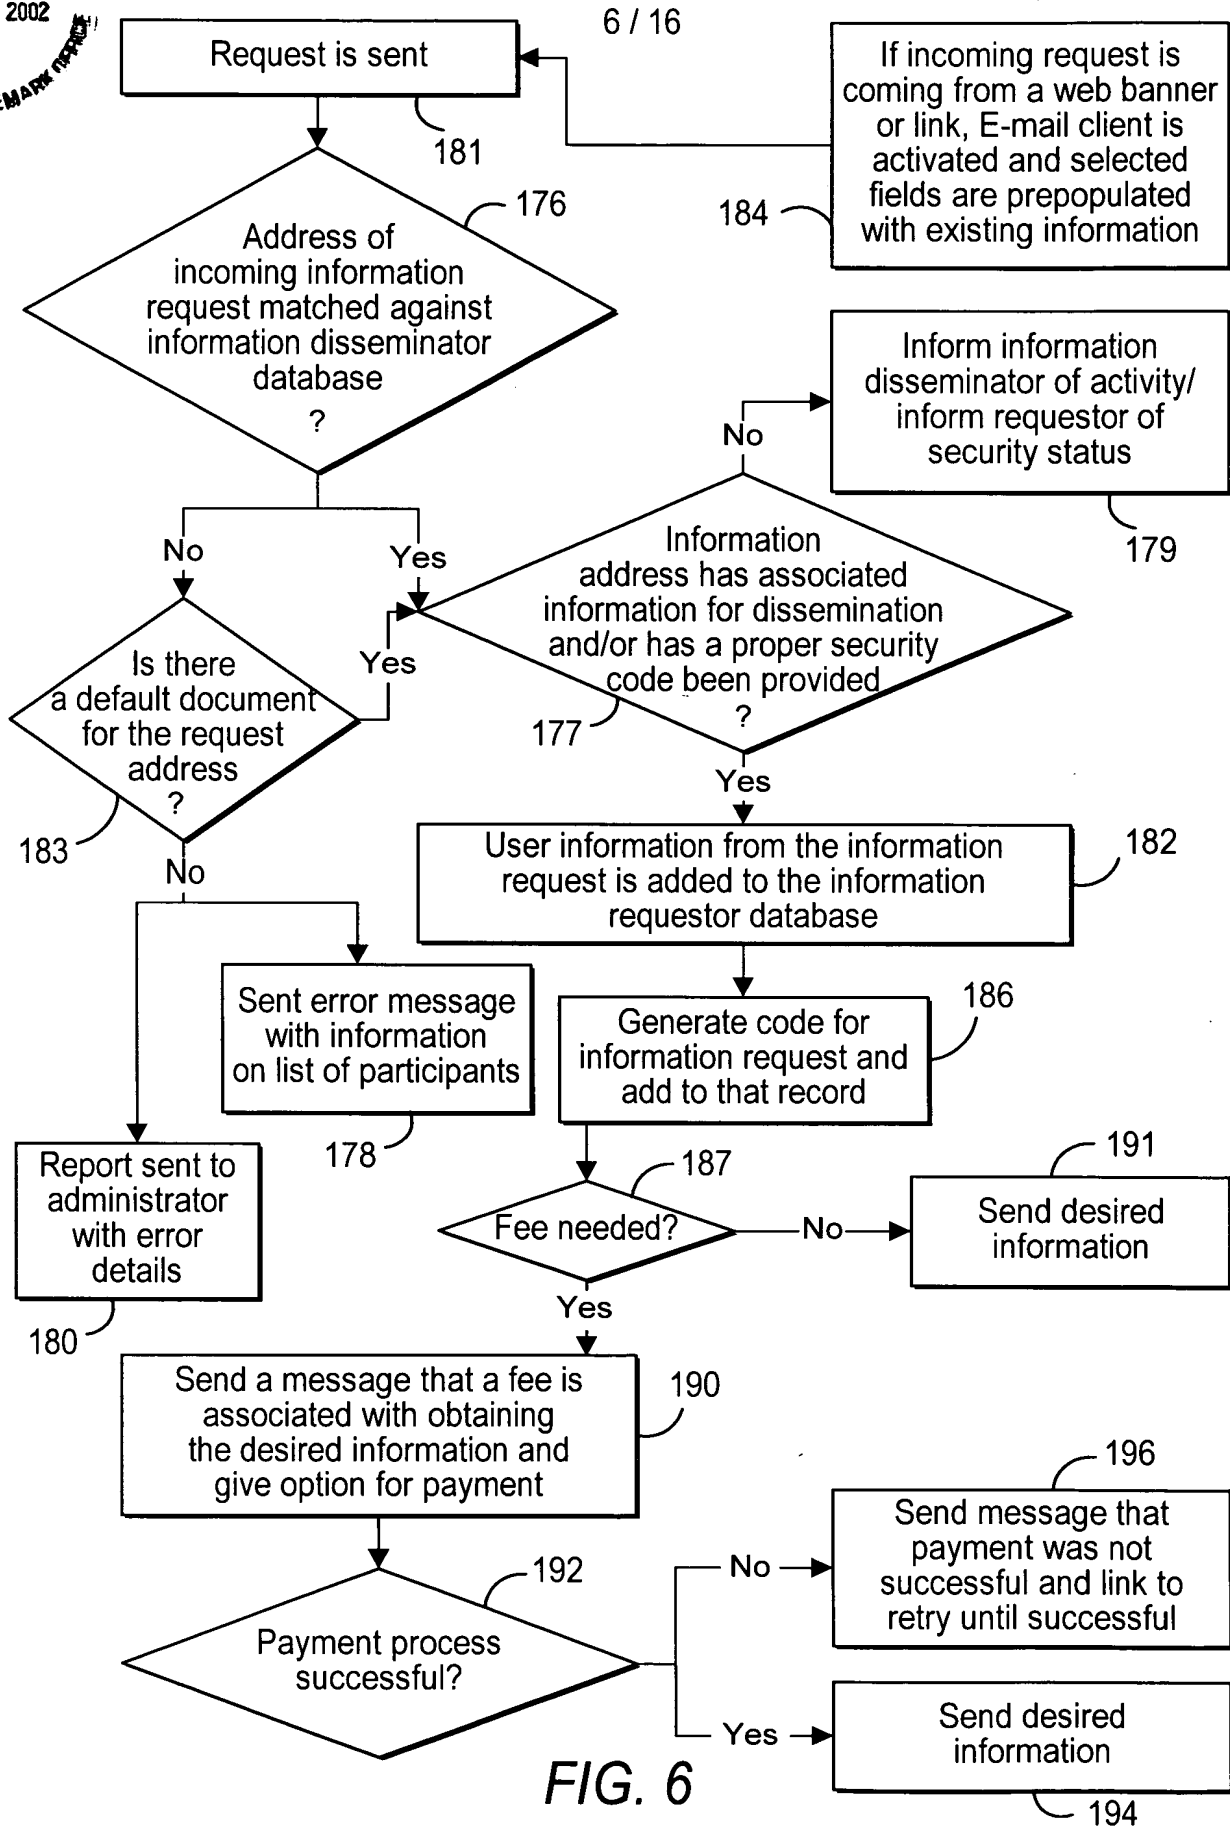 2002
EMARK OFFICE
6 / 16
Request is sent
181
If incoming request is
coming from a web banner
or link, E-mail client is
activated and selected
fields are prepopulated
with existing information
184
176
Address of
incoming information
request matched against
information disseminator
database
?
Inform information
disseminator of activity/
inform requestor of
security status
179
No
No
Yes
Information
address has associated
information for dissemination
and/or has a proper security
code been provided
?
177
Is there
a default document
for the request
address
?
183
Yes
Yes
No
User information from the information
request is added to the information
requestor database
182
Sent error message
with information
on list of participants
178
Generate code for
information request and
add to that record
186
Report sent to
administrator
with error
details
180
187
Fee needed?
No
191
Send desired
information
Yes
Send a message that a fee is
associated with obtaining
the desired information and
give option for payment
190
196
Send message that
payment was not
successful and link to
retry until successful
192
Payment process
successful?
No
Yes
Send desired
information
194
FIG. 6